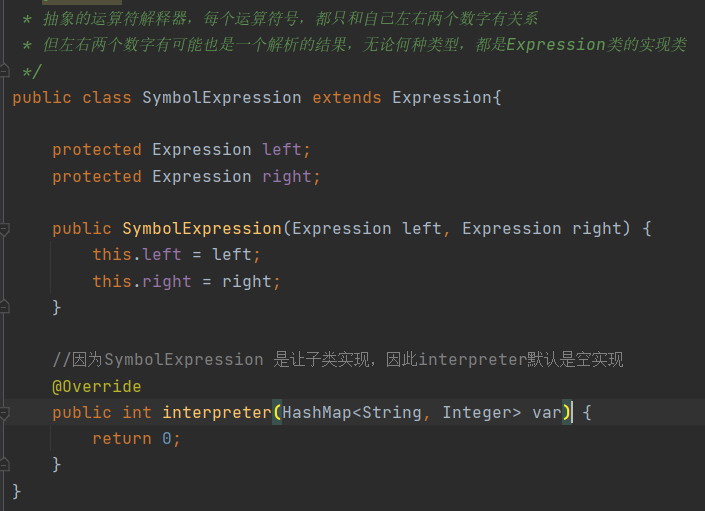 * 抽象的运算符解释器，每个运算符号，都只和自己左右两个数字有关系
* 但左右两个数字有可能也是一个解析的结果，无论何种类型，都是Expression类的实现类
*/
public class SymbolExpression extends Expression{
protected Expression left;
protected Expression right;
public SymbolExpression(Expression left, Expression right) {
this.left = left;
this.right = right;
}
//因为SymbolExpression 是让子类实现，因此interpreter默认是空实现
@Override
public int interpreter(HashMap<String, Integer> var) {
return 0;
}
}